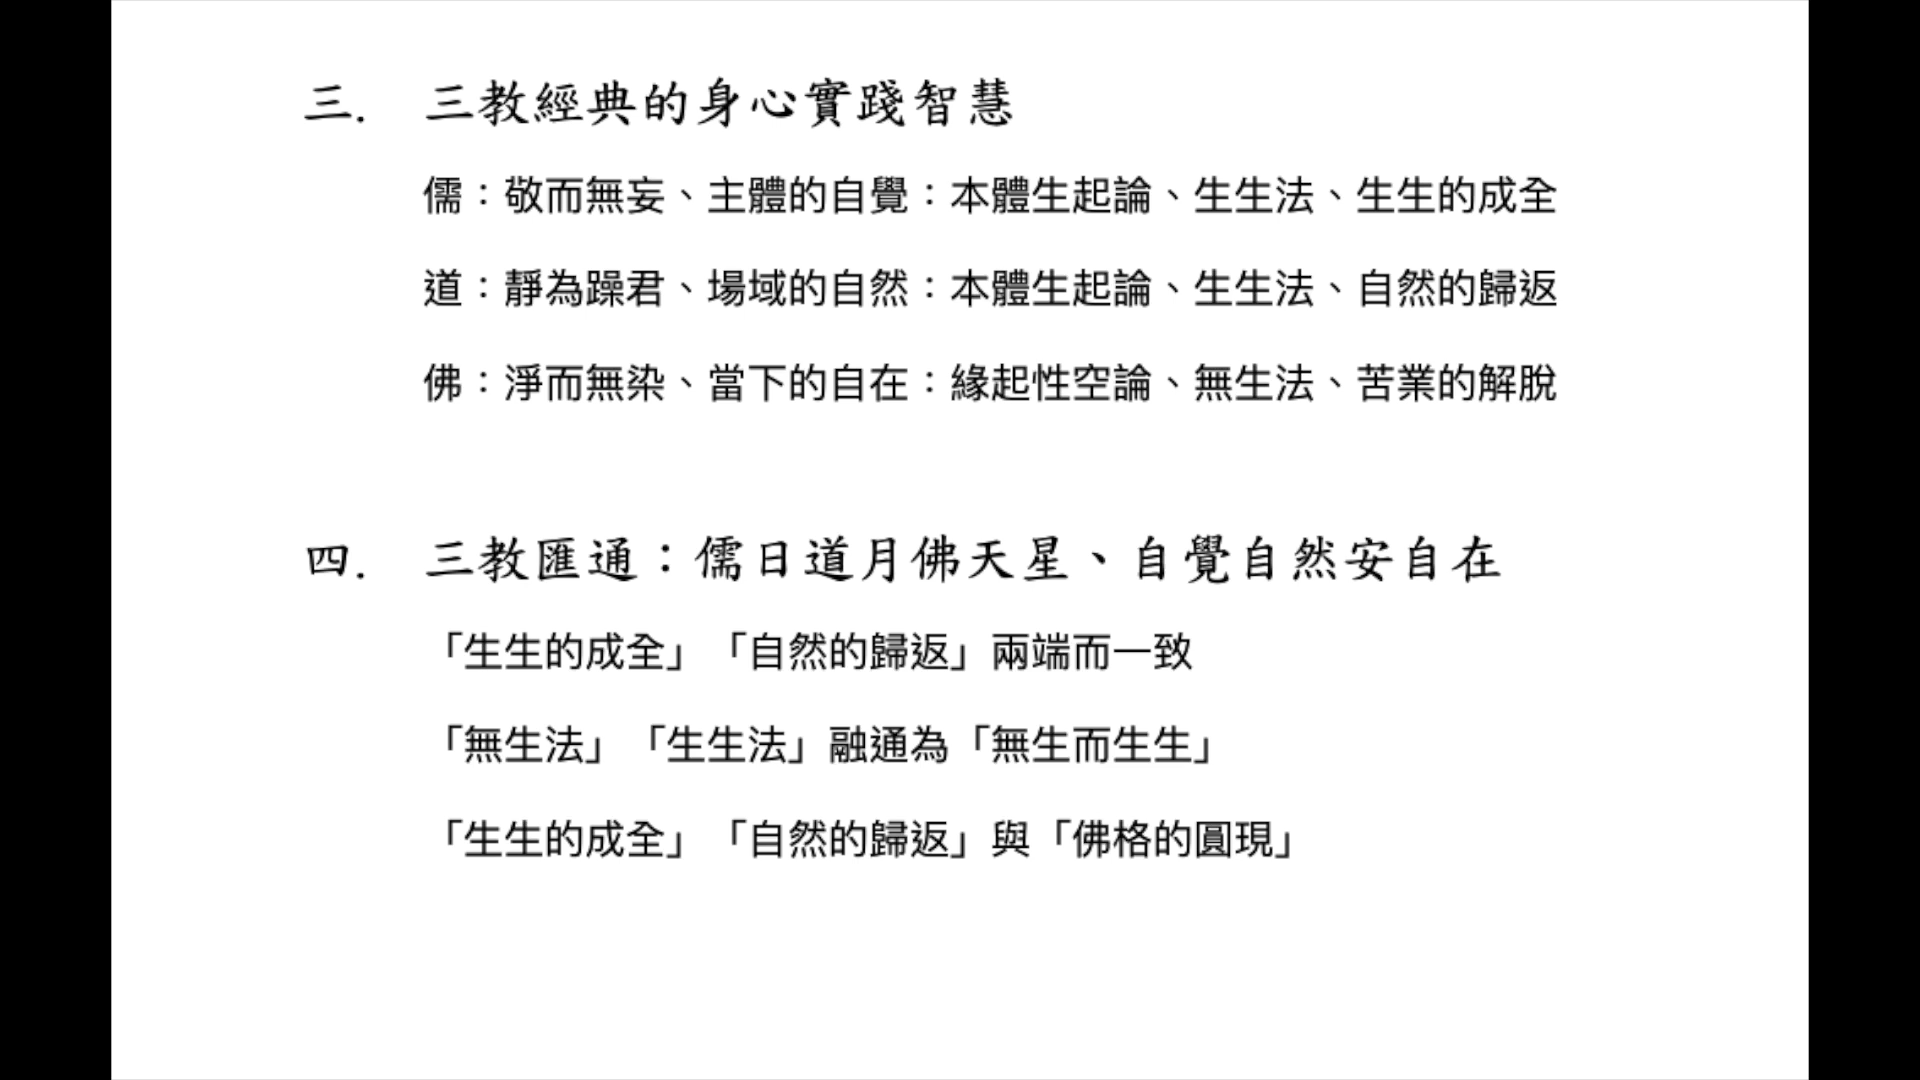 三. 三教經典的身心實踐智慧
儒：敬而無妄、主體的自覺：本體生起論、生生法、生生的成全
道：靜為躁君、場域的自然：本體生起論、生生法、自然的歸返
佛：淨而無染、當下的自在：緣起性空論、無生法、苦業的解脫
四. 三教匯通：儒日道月佛天星、自覺自然安自在
「生生的成全」「自然的歸返」兩端而一致
「無生法」「生生法」融通為「無生而生生」
「生生的成全」「自然的歸返」與「佛格的圓現」